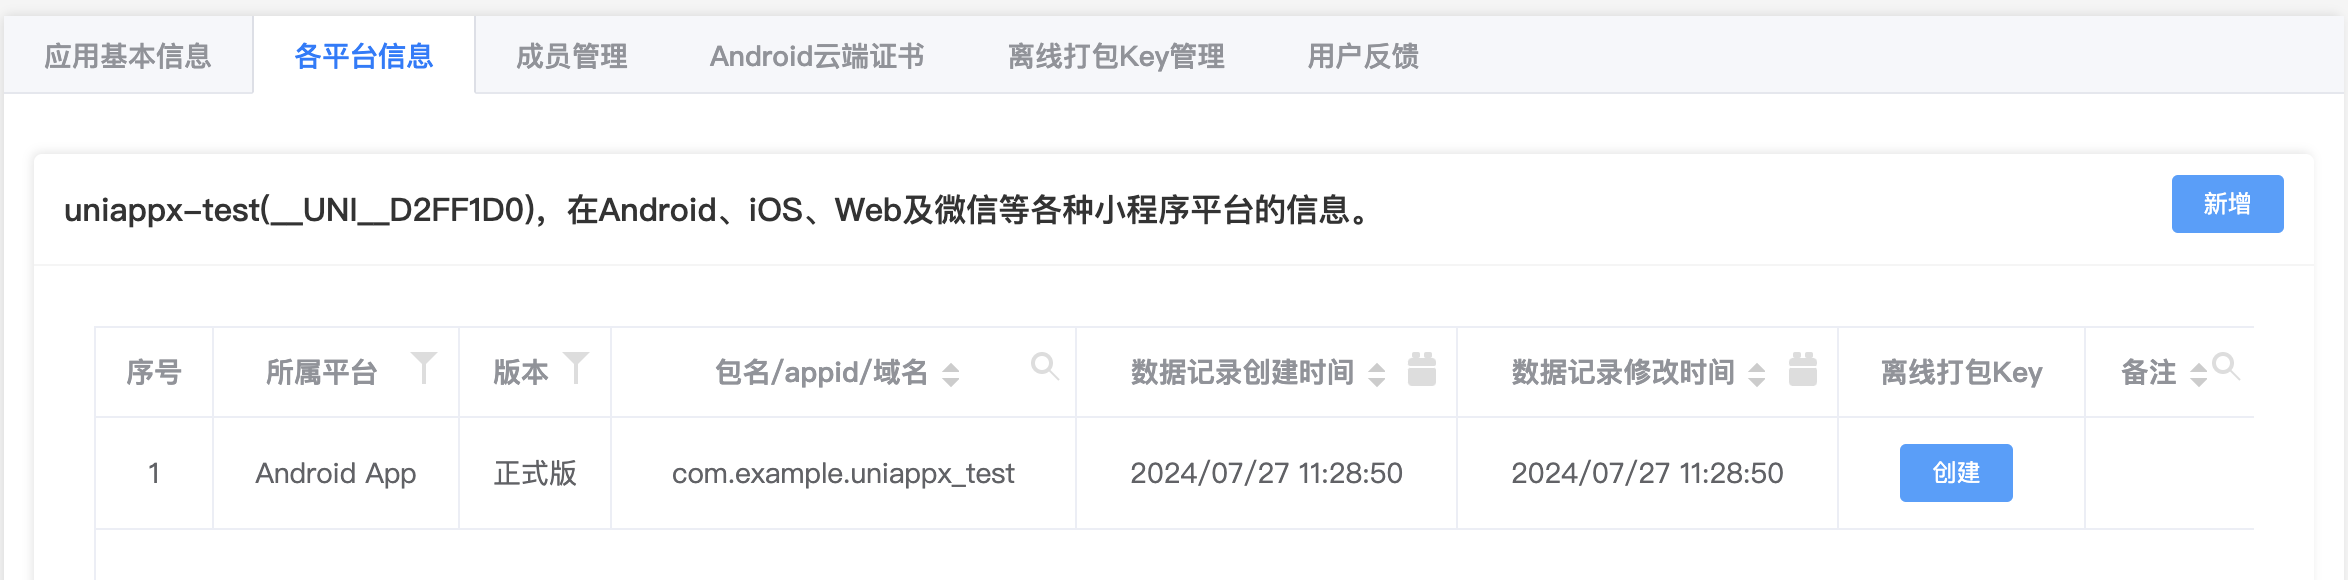 应用基本信息 各平台信息 成员管理 Android云端证书 离线打包Key管理 用户反馈
uniappx-test(__UNI__D2FF1D0)，在Android、iOS、Web及微信等各种小程序平台的信息。 新增
序号 所属平台 版本 包名/appid/域名 数据记录创建时间 数据记录修改时间 离线打包Key 备注
1 Android App 正式版 com.example.uniappx_test 2024/07/27 11:28:50 2024/07/27 11:28:50 创建